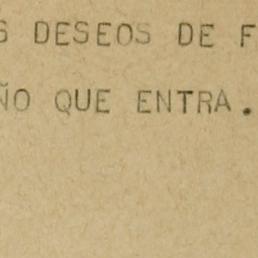 S DESEOS DE F
ÑO QUE ENTRA.